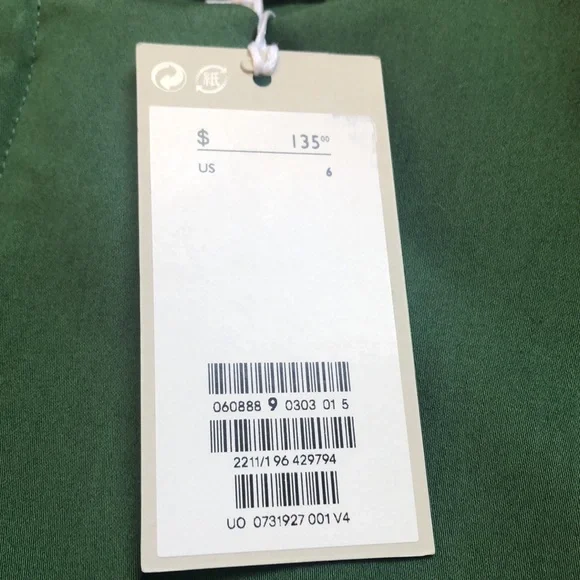 紙
$ 135⁰⁰
US 6
060888 9 0303 01 5
2211/1 96 429794
UO 0731927 001 V4